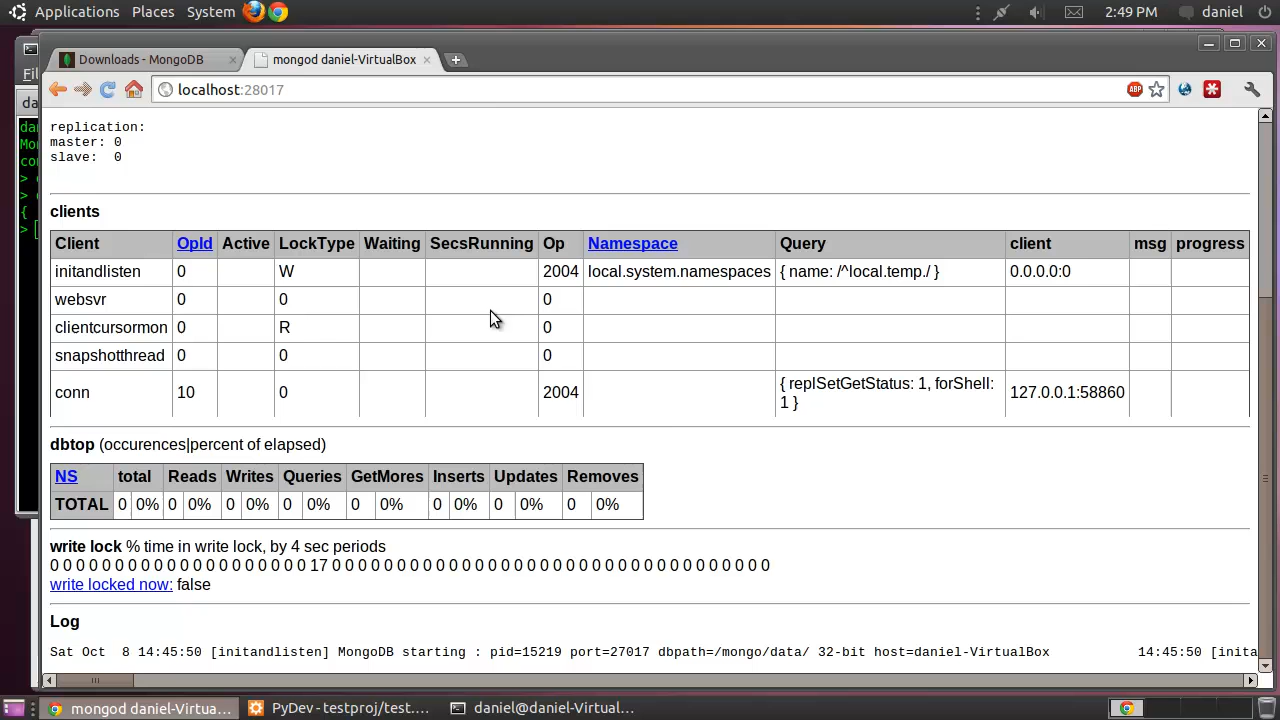 Applications Places System 2:49 PM daniel
Downloads - MongoDB mongod daniel-VirtualBox
localhost:28017 ABP
replication:
master: 0
slave: 0
clients
Client OpId Active LockType Waiting SecsRunning Op Namespace Query client msg progress
initandlisten 0 W 2004 local.system.namespaces { name: /^local.temp./ } 0.0.0.0:0
websvr 0 0 0
clientcursormon 0 R 0
snapshotthread 0 0 0
conn 10 0 2004 { replSetGetStatus: 1, forShell: 1 } 127.0.0.1:58860
dbtop (occurences|percent of elapsed)
NS total Reads Writes Queries GetMores Inserts Updates Removes
TOTAL 0 0% 0 0% 0 0% 0 0% 0 0% 0 0% 0 0% 0 0%
write lock % time in write lock, by 4 sec periods
0 0 0 0 0 0 0 0 0 0 0 0 0 0 0 0 0 0 0 0 17 0 0 0 0 0 0 0 0 0 0 0 0 0 0 0 0 0 0 0 0 0 0 0 0 0 0 0 0 0 0 0 0 0 0
write locked now: false
Log
Sat Oct 8 14:45:50 [initandlisten] MongoDB starting : pid=15219 port=27017 dbpath=/mongo/data/ 32-bit host=daniel-VirtualBox 14:45:50 [inita
mongod daniel-Virtua... PyDev - testproj/test.... daniel@daniel-Virtual...